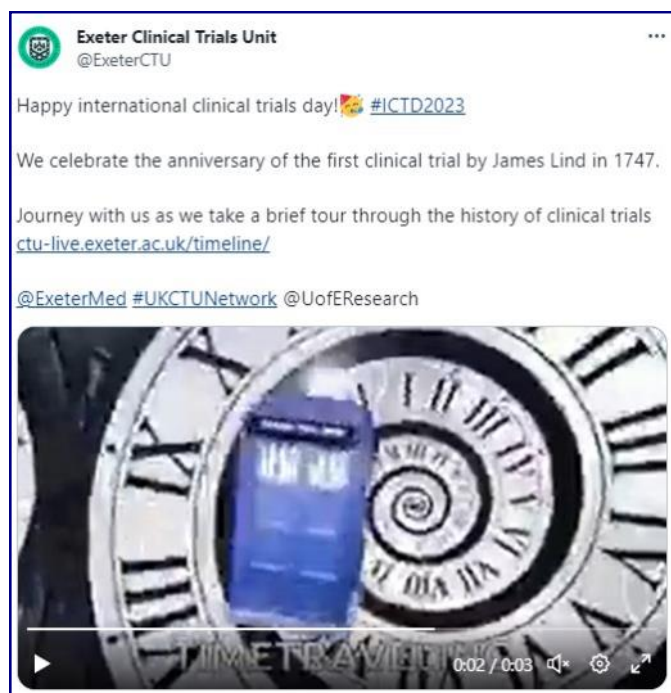 Exeter Clinical Trials Unit
@ExeterCTU
Happy international clinical trials day!🥳 #ICTD2023
We celebrate the anniversary of the first clinical trial by James Lind in 1747.
Journey with us as we take a brief tour through the history of clinical trials
ctu-live.exeter.ac.uk/timeline/
@ExeterMed #UKCTUNetwork @UofEResearch
TIMETRAVELING
0:02 / 0:03